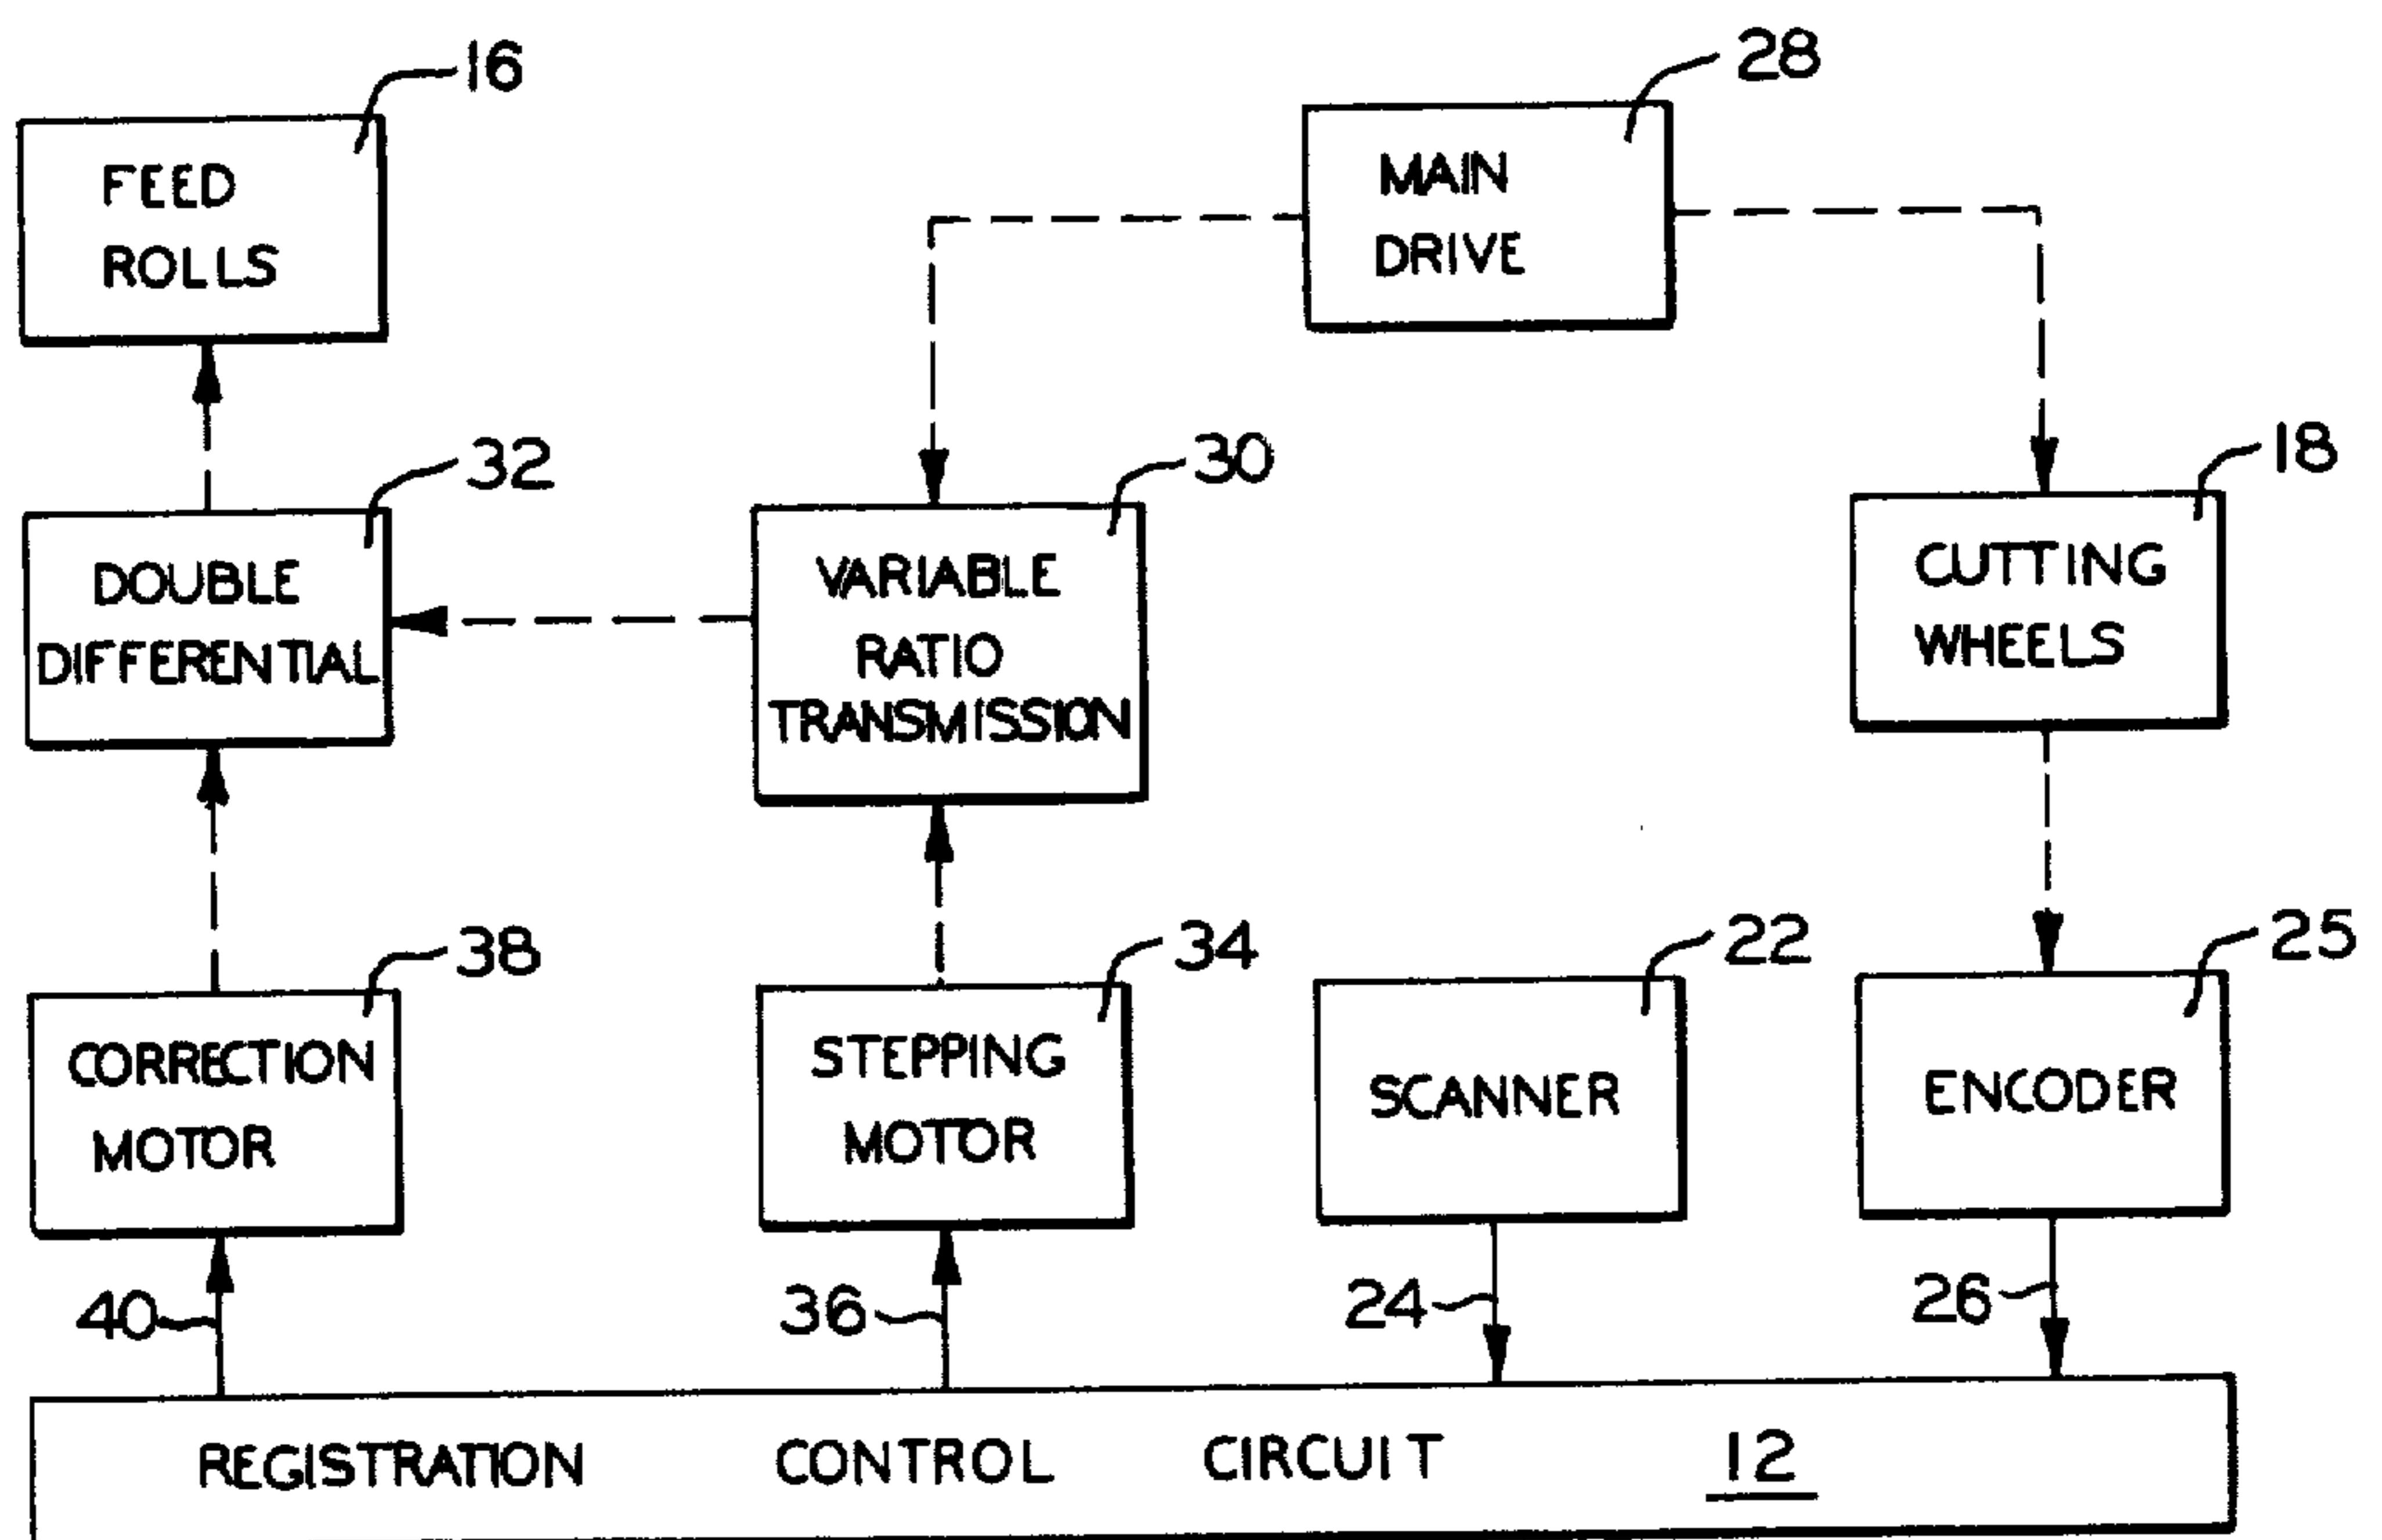 16
28
FEED
ROLLS
MAIN
DRIVE
32
30
18
DOUBLE
DIFFERENTIAL
VARIABLE
RATIO
TRANSMISSION
CUTTING
WHEELS
38
34
22
25
CORRECTION
MOTOR
STEPPING
MOTOR
SCANNER
ENCODER
40
36
24
26
REGISTRATION CONTROL CIRCUIT 12